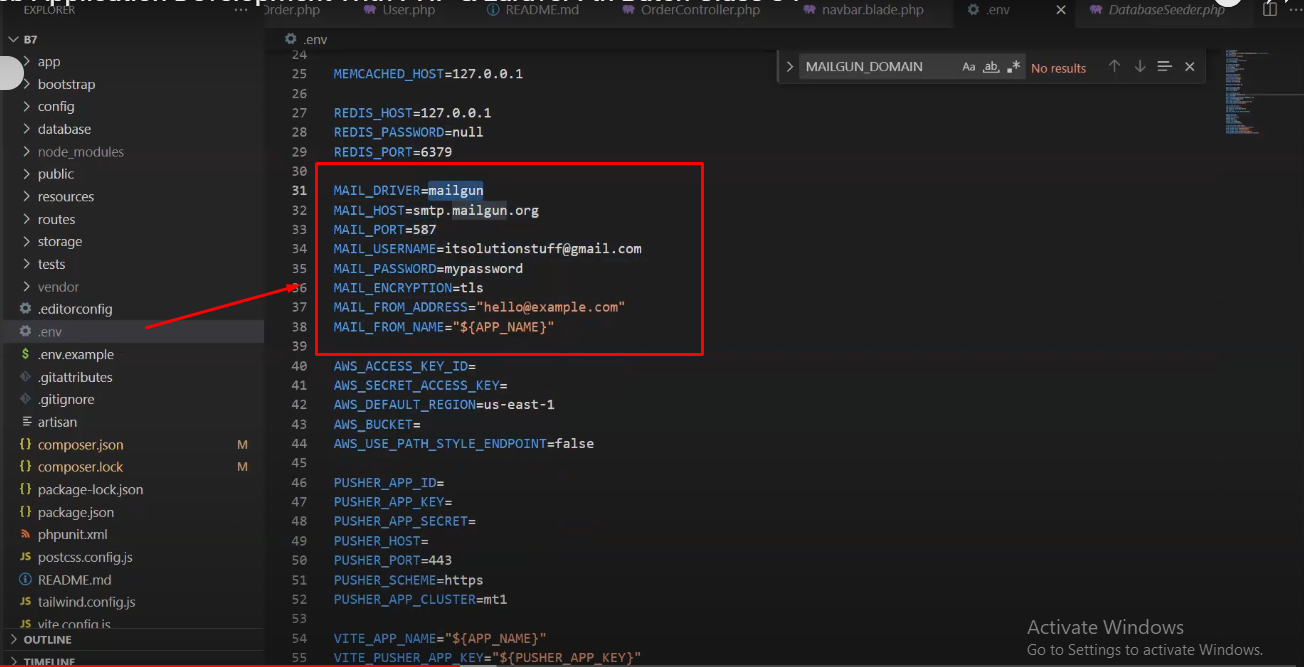 EXPLORER
Order.php
User.php
README.md
OrderController.php
navbar.blade.php
.env
DatabaseSeeder.php
B7
app
bootstrap
config
database
node_modules
public
resources
routes
storage
tests
vendor
.editorconfig
.env
.env.example
.gitattributes
.gitignore
artisan
composer.json M
composer.lock M
package-lock.json
package.json
phpunit.xml
postcss.config.js
README.md
tailwind.config.js
vite.config.js
OUTLINE
TIMELINE
.env
MAILGUN_DOMAIN Aa ab .* No results
24
25 MEMCACHED_HOST=127.0.0.1
26
27 REDIS_HOST=127.0.0.1
28 REDIS_PASSWORD=null
29 REDIS_PORT=6379
30
31 MAIL_DRIVER=mailgun
32 MAIL_HOST=smtp.mailgun.org
33 MAIL_PORT=587
34 MAIL_USERNAME=itsolutionstuff@gmail.com
35 MAIL_PASSWORD=mypassword
36 MAIL_ENCRYPTION=tls
37 MAIL_FROM_ADDRESS="hello@example.com"
38 MAIL_FROM_NAME="${APP_NAME}"
39
40 AWS_ACCESS_KEY_ID=
41 AWS_SECRET_ACCESS_KEY=
42 AWS_DEFAULT_REGION=us-east-1
43 AWS_BUCKET=
44 AWS_USE_PATH_STYLE_ENDPOINT=false
45
46 PUSHER_APP_ID=
47 PUSHER_APP_KEY=
48 PUSHER_APP_SECRET=
49 PUSHER_HOST=
50 PUSHER_PORT=443
51 PUSHER_SCHEME=https
52 PUSHER_APP_CLUSTER=mt1
53
54 VITE_APP_NAME="${APP_NAME}"
55 VITE_PUSHER_APP_KEY="${PUSHER_APP_KEY}"
Activate Windows
Go to Settings to activate Windows.